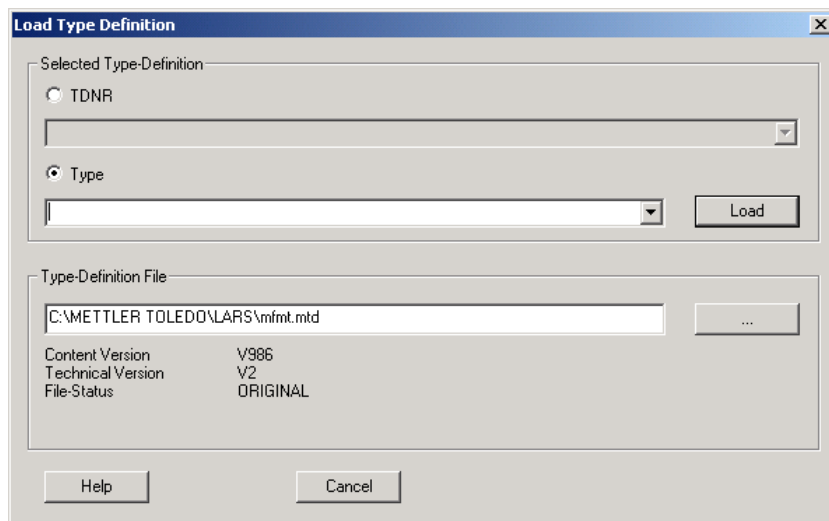 Load Type Definition
Selected Type-Definition
TDNR
Type
Load
Type-Definition File
C:\METTLER TOLEDO\LARS\mfmt.mtd
...
Content Version V986
Technical Version V2
File-Status ORIGINAL
Help Cancel